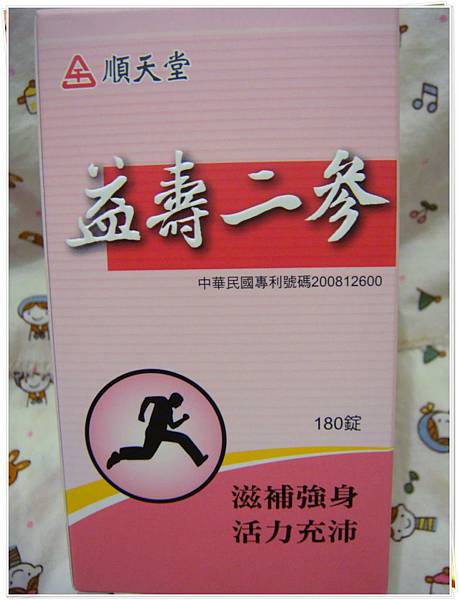 順天堂
益壽二參
中華民國專利號碼200812600
180錠
滋補強身
活力充沛